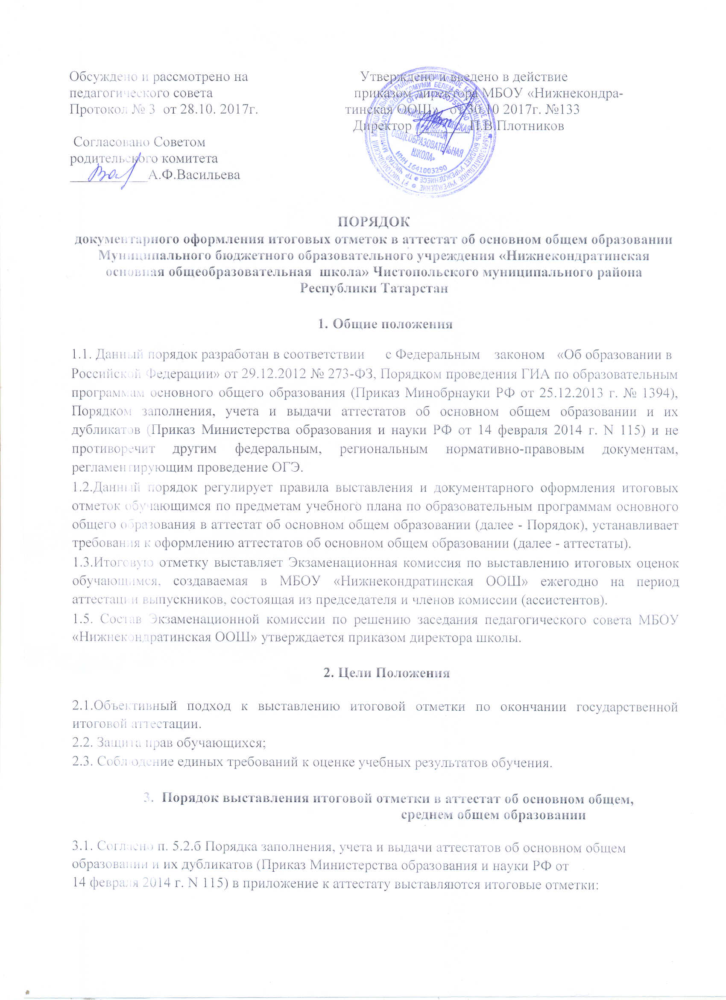 Обсуждено и рассмотрено на
педагогического совета
Протокол № 3 от 28.10. 2017г.
Согласовано Советом
родительского комитета
___________А.Ф.Васильева
Утверждено и введено в действие
приказом директора МБОУ «Нижнекондра-
тинская ООШ» от 30.10 2017г. №133
Директор ________П.В.Плотников
ОСНОВНАЯ
ОБЩЕОБРАЗОВАТЕЛЬНАЯ
ШКОЛА»
ИНН 1641003290
ПОРЯДОК
документарного оформления итоговых отметок в аттестат об основном общем образовании
Муниципального бюджетного образовательного учреждения «Нижнекондратинская
основная общеобразовательная школа» Чистопольского муниципального района
Республики Татарстан
1. Общие положения
1.1. Данный порядок разработан в соответствии с Федеральным законом «Об образовании в
Российской Федерации» от 29.12.2012 № 273-ФЗ, Порядком проведения ГИА по образовательным
программам основного общего образования (Приказ Минобрнауки РФ от 25.12.2013 г. № 1394),
Порядком заполнения, учета и выдачи аттестатов об основном общем образовании и их
дубликатов (Приказ Министерства образования и науки РФ от 14 февраля 2014 г. N 115) и не
противоречит другим федеральным, региональным нормативно-правовым документам,
регламентирующим проведение ОГЭ.
1.2.Данный порядок регулирует правила выставления и документарного оформления итоговых
отметок обучающимся по предметам учебного плана по образовательным программам основного
общего образования в аттестат об основном общем образовании (далее - Порядок), устанавливает
требования к оформлению аттестатов об основном общем образовании (далее - аттестаты).
1.3.Итоговую отметку выставляет Экзаменационная комиссия по выставлению итоговых оценок
обучающимся, создаваемая в МБОУ «Нижнекондратинская ООШ» ежегодно на период
аттестации выпускников, состоящая из председателя и членов комиссии (ассистентов).
1.5. Состав Экзаменационной комиссии по решению заседания педагогического совета МБОУ
«Нижнекондратинская ООШ» утверждается приказом директора школы.
2. Цели Положения
2.1.Объективный подход к выставлению итоговой отметки по окончании государственной
итоговой аттестации.
2.2. Защита прав обучающихся;
2.3. Соблюдение единых требований к оценке учебных результатов обучения.
3. Порядок выставления итоговой отметки в аттестат об основном общем,
среднем общем образовании
3.1. Согласно п. 5.2.б Порядка заполнения, учета и выдачи аттестатов об основном общем
образовании и их дубликатов (Приказ Министерства образования и науки РФ от
14 февраля 2014 г. N 115) в приложение к аттестату выставляются итоговые отметки: